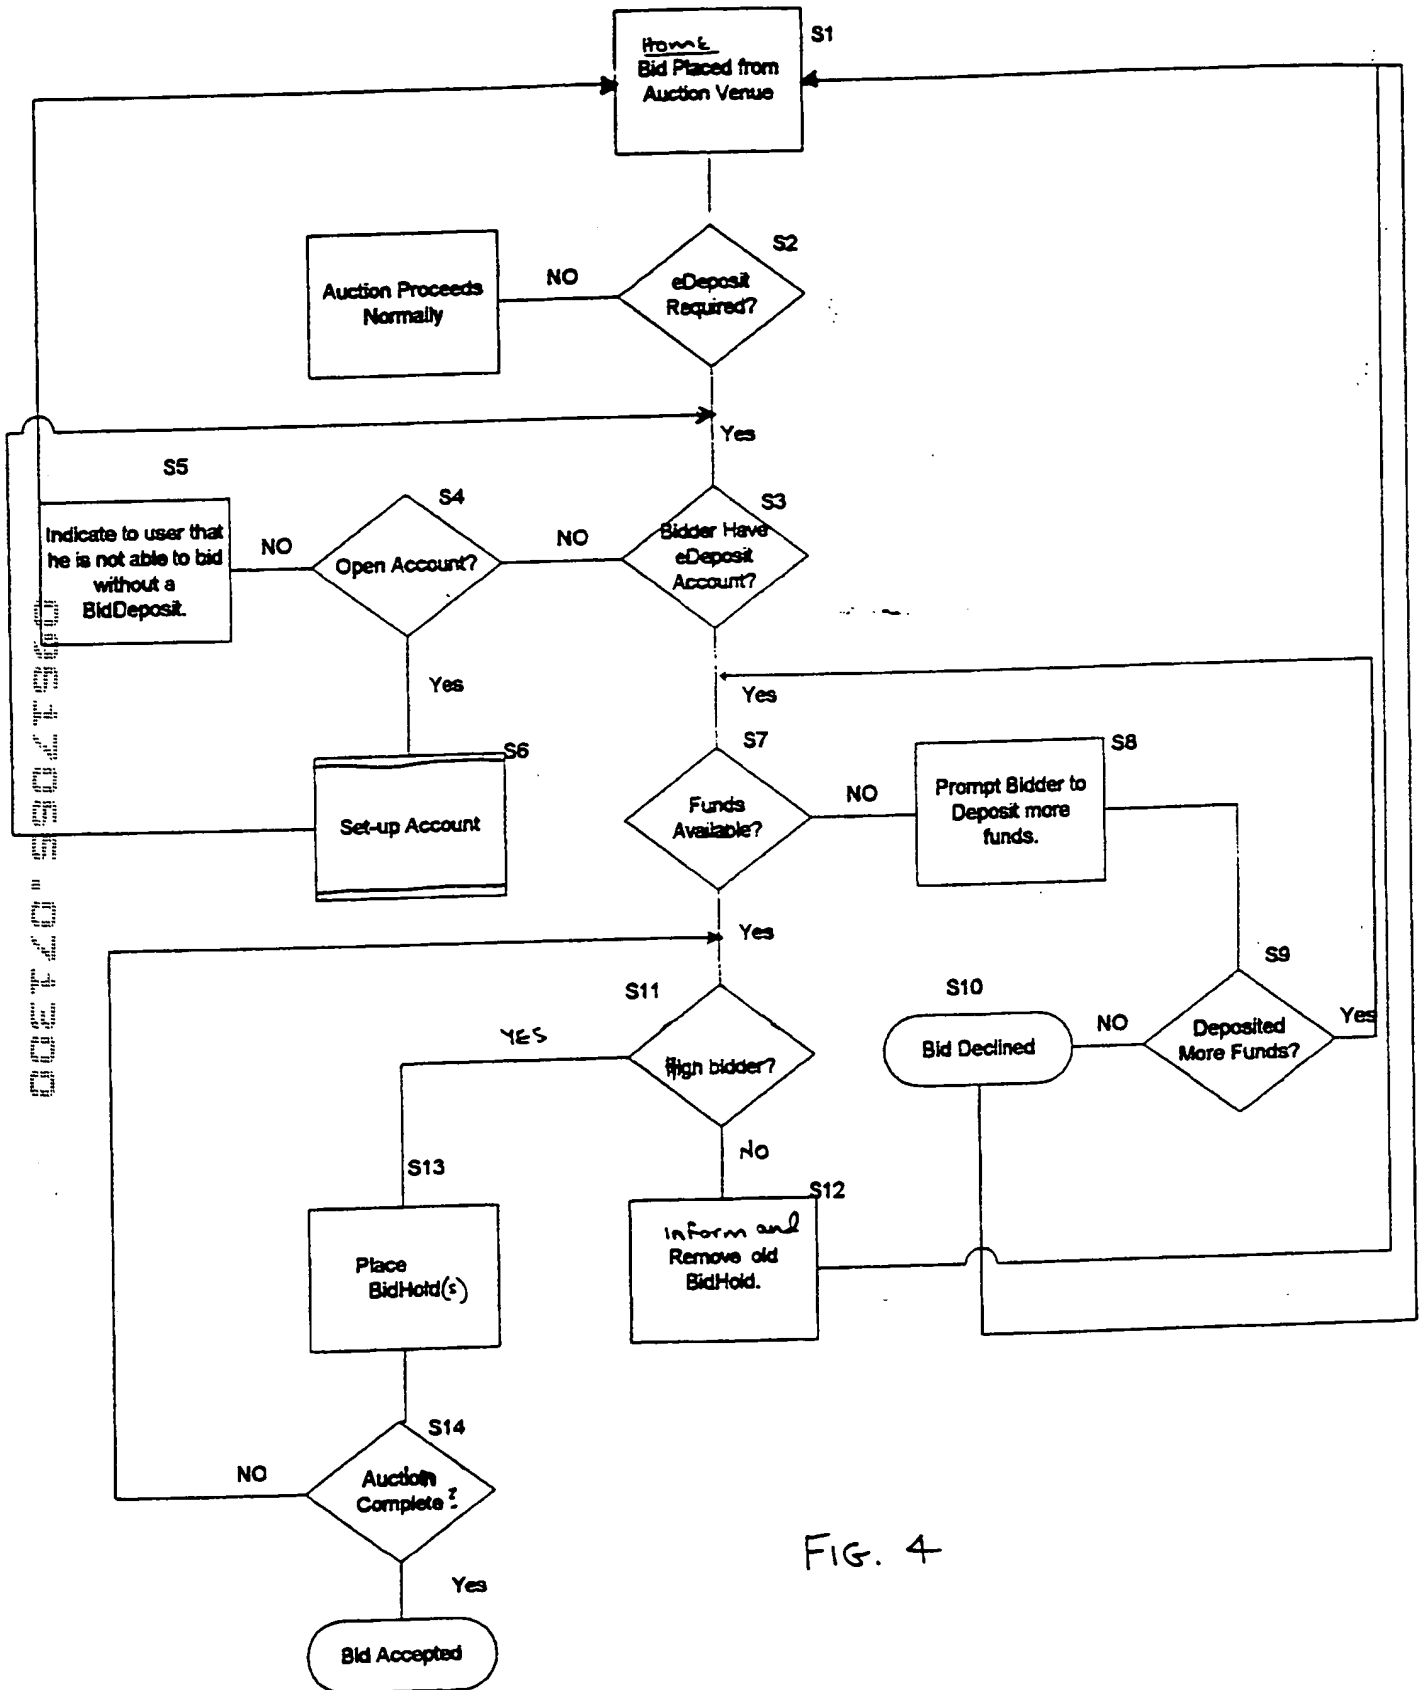 Home
S1
Bid Placed from
Auction Venue
S2
eDeposit
Required?
NO
Auction Proceeds
Normally
Yes
S5
Indicate to user that
he is not able to bid
without a
BidDeposit.
NO
S4
Open Account?
NO
S3
Bidder Have
eDeposit
Account?
Yes
S6
Set-up Account
Yes
S7
Funds
Available?
NO
S8
Prompt Bidder to
Deposit more
funds.
Yes
S9
Deposited
More Funds?
Yes
NO
S10
Bid Declined
S11
High bidder?
YES
NO
S12
Inform and
Remove old
BidHold.
S13
Place
BidHold(s)
S14
Auction
Complete?
NO
Yes
Bid Accepted
FIG. 4